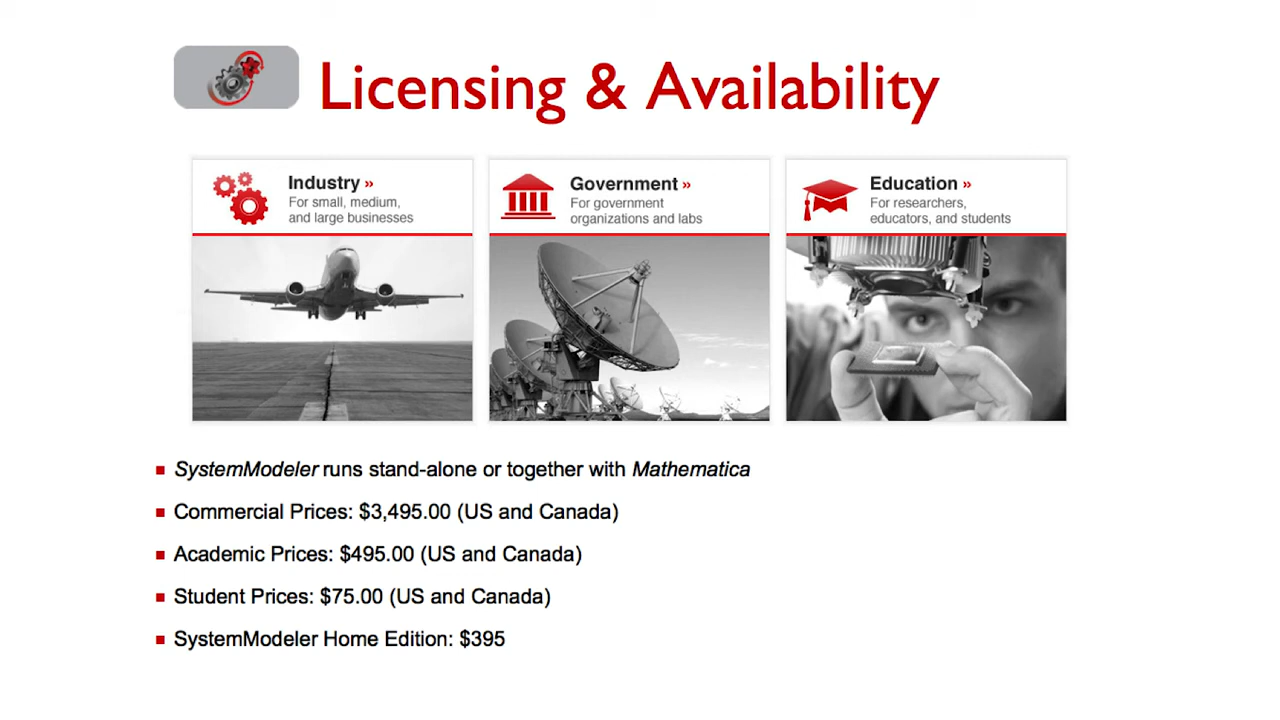 Licensing & Availability
Industry »
For small, medium,
and large businesses
Government »
For government
organizations and labs
Education »
For researchers,
educators, and students
SystemModeler runs stand-alone or together with Mathematica
Commercial Prices: $3,495.00 (US and Canada)
Academic Prices: $495.00 (US and Canada)
Student Prices: $75.00 (US and Canada)
SystemModeler Home Edition: $395